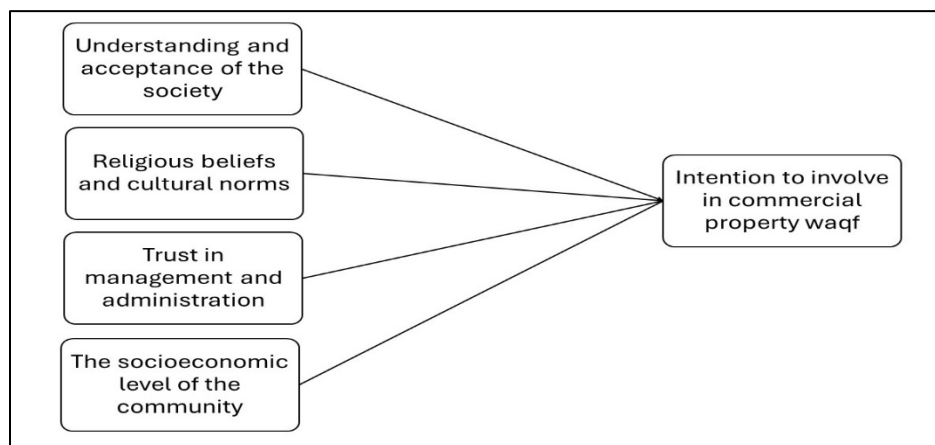 Understanding and
acceptance of the
society
Religious beliefs
and cultural norms
Trust in
management and
administration
The socioeconomic
level of the
community
Intention to involve
in commercial
property waqf